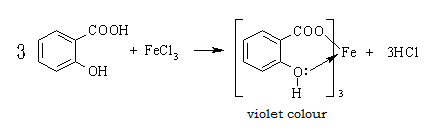 3 COOH OH + FeCl3 → [ COO O: H Fe ]3 + 3HCl
violet colour